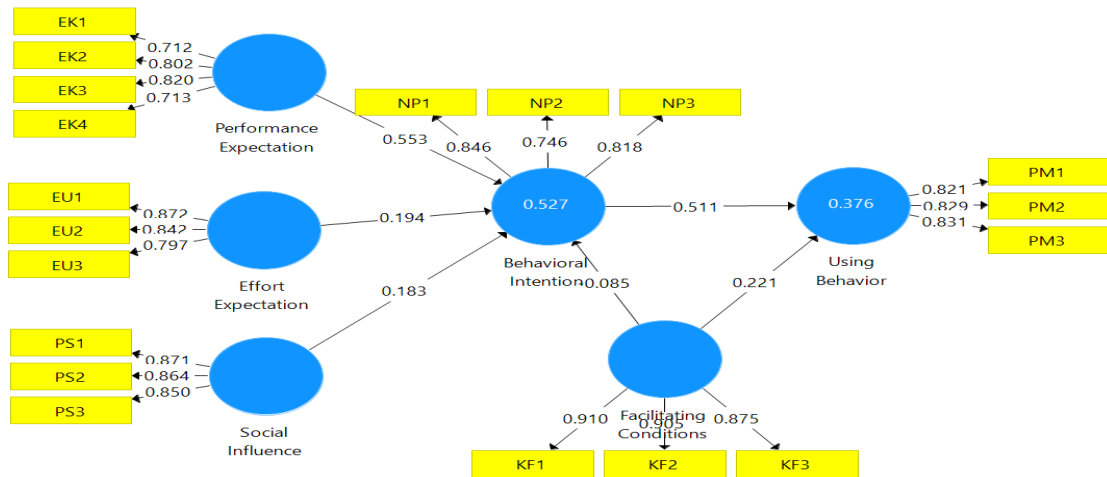 EK1
EK2
EK3
EK4
0.712
0.802
0.820
0.713
Performance
Expectation
0.553
NP1
NP2
NP3
0.846
0.746
0.818
EU1
EU2
EU3
0.872
0.842
0.797
Effort
Expectation
0.194
0.527
Behavioral
Intention
0.511
0.376
Using
Behavior
0.821
0.829
0.831
PM1
PM2
PM3
PS1
PS2
PS3
0.871
0.864
0.850
Social
Influence
0.183
-0.085
0.221
Facilitating
Conditions
0.910
0.905
0.875
KF1
KF2
KF3